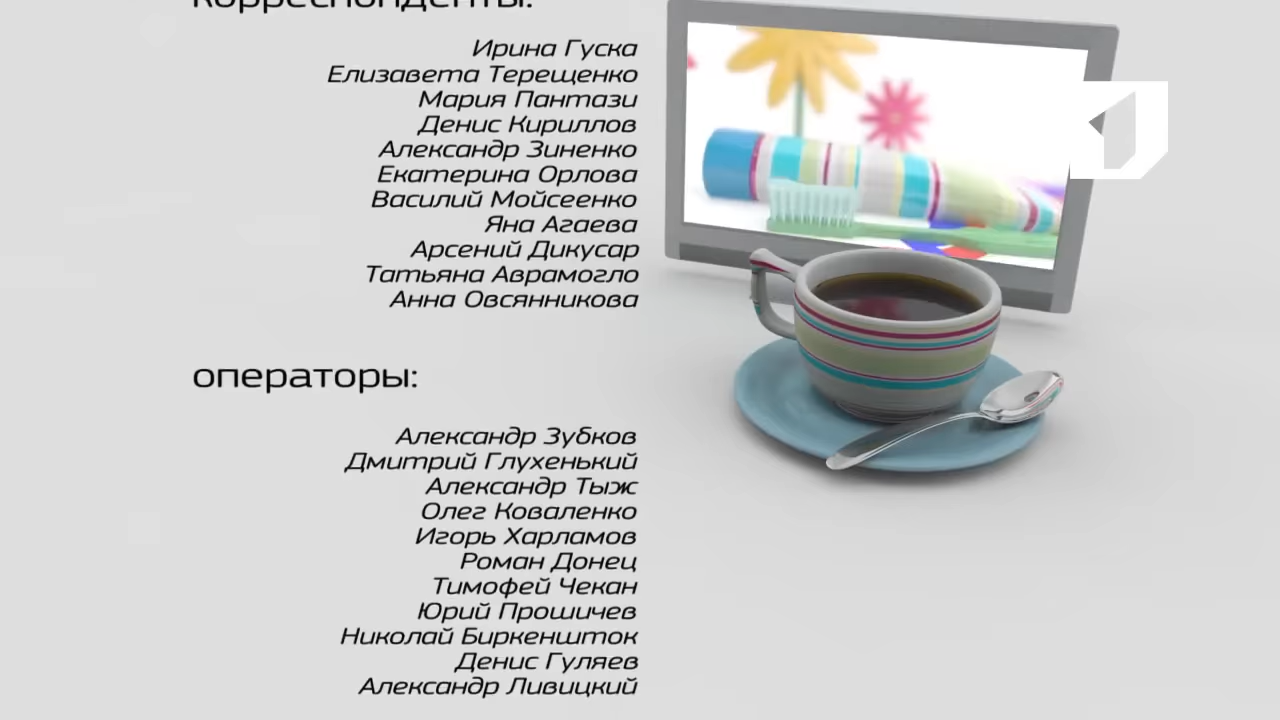 корреспонденты:
Ирина Гуска
Елизавета Терещенко
Мария Пантази
Денис Кириллов
Александр Зиненко
Екатерина Орлова
Василий Мойсеенко
Яна Агаева
Арсений Дикусар
Татьяна Аврамогло
Анна Овсянникова
операторы:
Александр Зубков
Дмитрий Глухенький
Александр Тыж
Олег Коваленко
Игорь Харламов
Роман Донец
Тимофей Чекан
Юрий Прошичев
Николай Биркеншток
Денис Гуляев
Александр Ливицкий